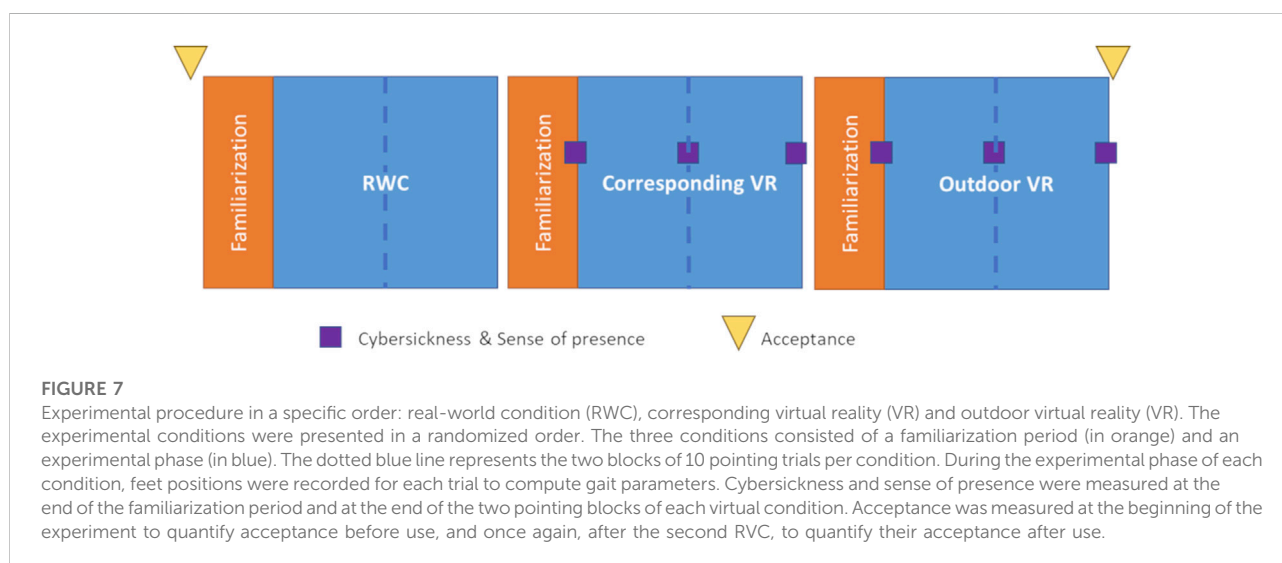 Familiarization
RWC
Familiarization
Corresponding VR
Familiarization
Outdoor VR
Cybersickness & Sense of presence
Acceptance
FIGURE 7
Experimental procedure in a specific order: real-world condition (RWC), corresponding virtual reality (VR) and outdoor virtual reality (VR). The
experimental conditions were presented in a randomized order. The three conditions consisted of a familiarization period (in orange) and an
experimental phase (in blue). The dotted blue line represents the two blocks of 10 pointing trials per condition. During the experimental phase of each
condition, feet positions were recorded for each trial to compute gait parameters. Cybersickness and sense of presence were measured at the
end of the familiarization period and at the end of the two pointing blocks of each virtual condition. Acceptance was measured at the beginning of the
experiment to quantify acceptance before use, and once again, after the second RVC, to quantify their acceptance after use.